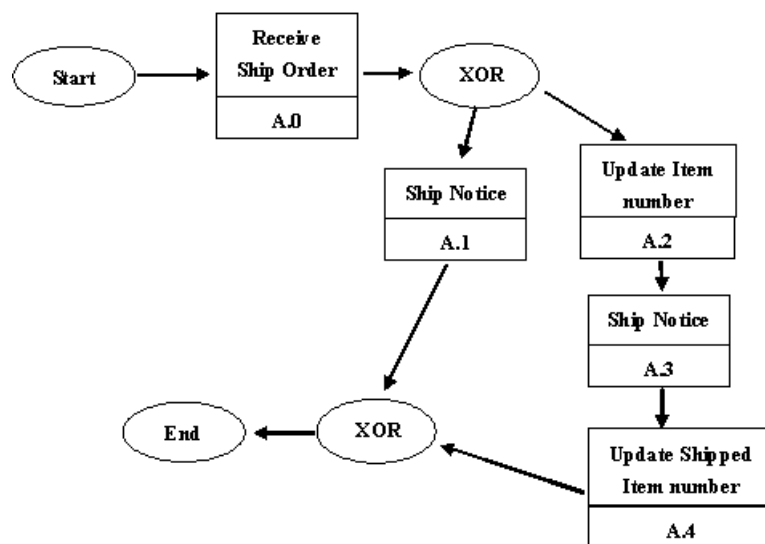 Receive
Ship Order
A.0
Start
XOR
Ship Notice
A.1
Update Item
number
A.2
Ship Notice
A.3
Update Shipped
Item number
A.4
XOR
End